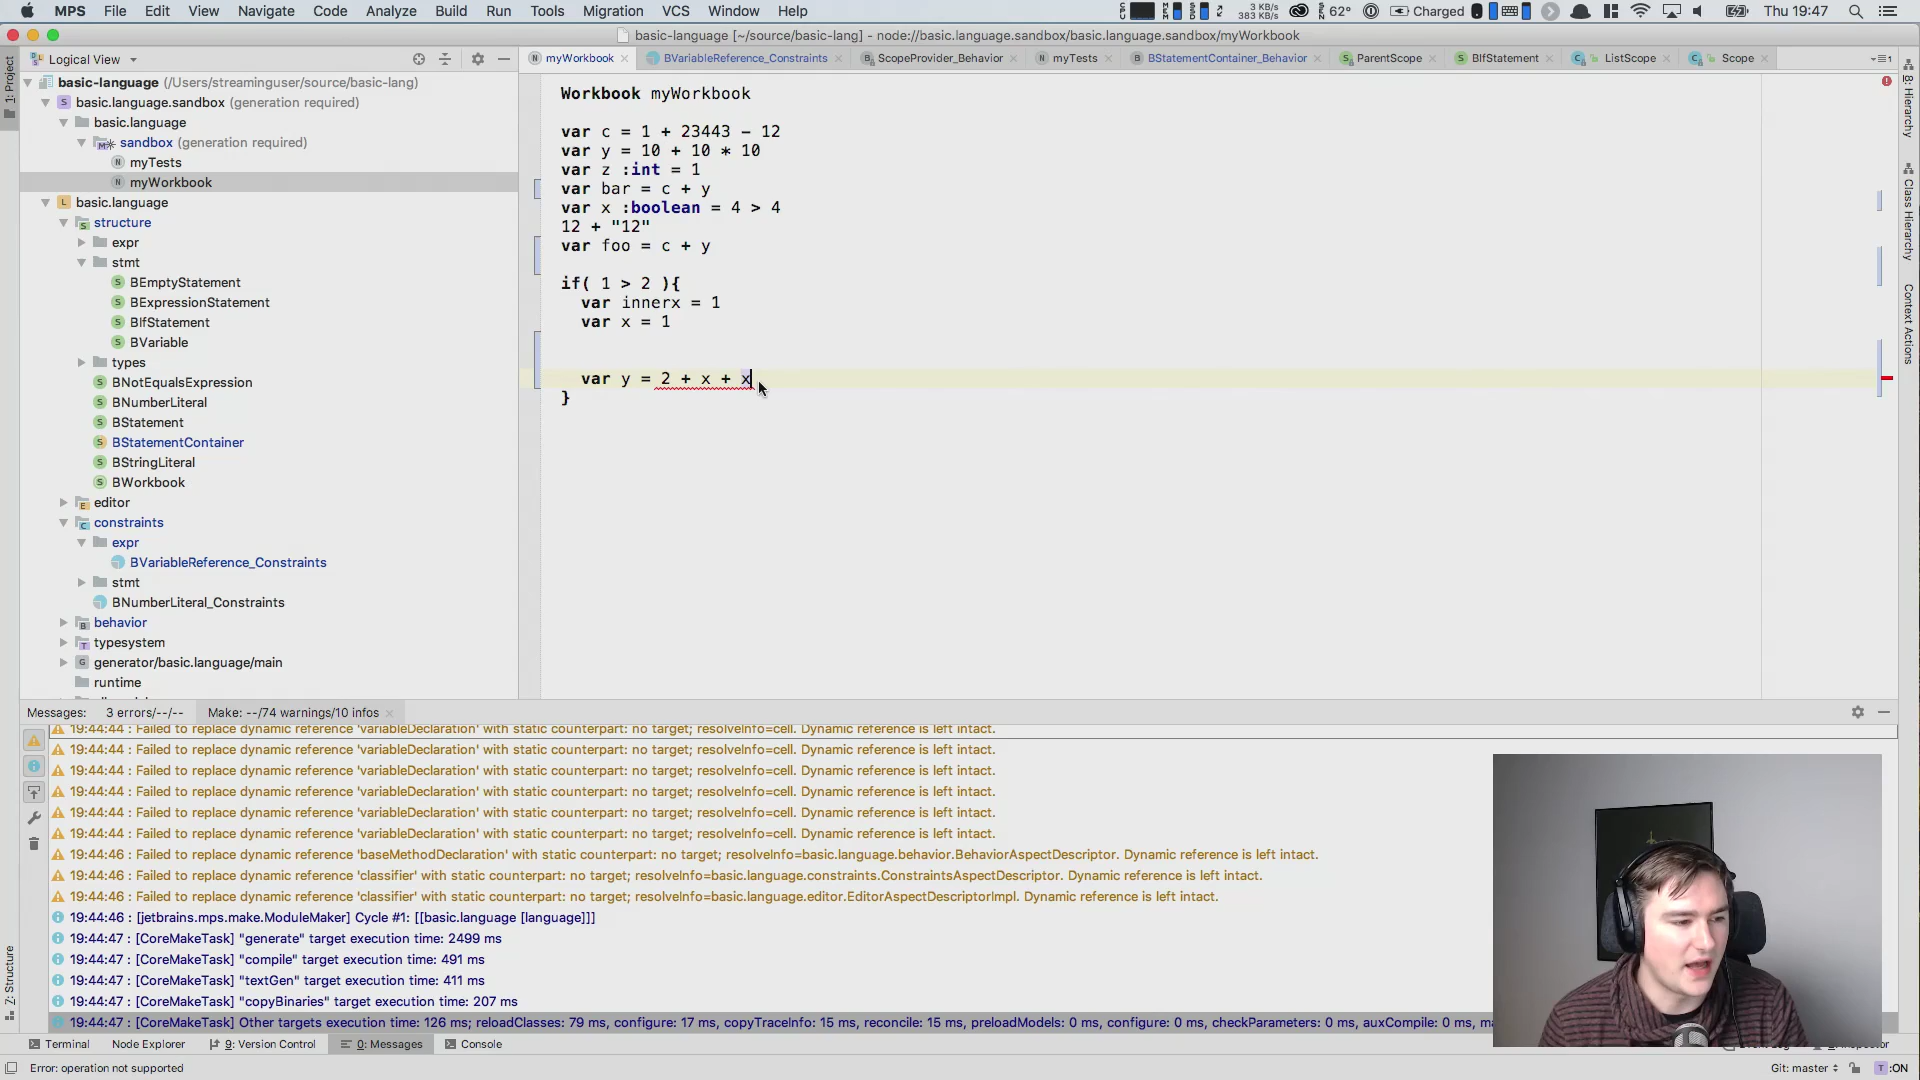 MPS File Edit View Navigate Code Analyze Build Run Tools Migration VCS Window Help
3 KB/s
383 KB/s
62° Charged Thu 19:47
basic-language [~/source/basic-lang] - node://basic.language.sandbox/basic.language.sandbox/myWorkbook
Logical View
myWorkbook BVariableReference_Constraints ScopeProvider_Behavior myTests BStatementContainer_Behavior ParentScope BIfStatement ListScope Scope
1: Project
basic-language (/Users/streaminguser/source/basic-lang)
basic.language.sandbox (generation required)
basic.language
sandbox (generation required)
myTests
myWorkbook
basic.language
structure
expr
stmt
BEmptyStatement
BExpressionStatement
BIfStatement
BVariable
types
BNotEqualsExpression
BNumberLiteral
BStatement
BStatementContainer
BStringLiteral
BWorkbook
editor
constraints
expr
BVariableReference_Constraints
stmt
BNumberLiteral_Constraints
behavior
typesystem
generator/basic.language/main
runtime
Workbook myWorkbook
var c = 1 + 23443 - 12
var y = 10 + 10 * 10
var z :int = 1
var bar = c + y
var x :boolean = 4 > 4
12 + "12"
var foo = c + y
if( 1 > 2 ){
var innerx = 1
var x = 1
var y = 2 + x + x
}
8: Hierarchy
Class Hierarchy
Context Actions
Messages: 3 errors/--/-- Make: --/74 warnings/10 infos
19:44:44 : Failed to replace dynamic reference 'variableDeclaration' with static counterpart: no target; resolveInfo=cell. Dynamic reference is left intact.
19:44:44 : Failed to replace dynamic reference 'variableDeclaration' with static counterpart: no target; resolveInfo=cell. Dynamic reference is left intact.
19:44:44 : Failed to replace dynamic reference 'variableDeclaration' with static counterpart: no target; resolveInfo=cell. Dynamic reference is left intact.
19:44:44 : Failed to replace dynamic reference 'variableDeclaration' with static counterpart: no target; resolveInfo=cell. Dynamic reference is left intact.
19:44:44 : Failed to replace dynamic reference 'variableDeclaration' with static counterpart: no target; resolveInfo=cell. Dynamic reference is left intact.
19:44:44 : Failed to replace dynamic reference 'variableDeclaration' with static counterpart: no target; resolveInfo=cell. Dynamic reference is left intact.
19:44:46 : Failed to replace dynamic reference 'baseMethodDeclaration' with static counterpart: no target; resolveInfo=basic.language.behavior.BehaviorAspectDescriptor. Dynamic reference is left intact.
19:44:46 : Failed to replace dynamic reference 'classifier' with static counterpart: no target; resolveInfo=basic.language.constraints.ConstraintsAspectDescriptor. Dynamic reference is left intact.
19:44:46 : Failed to replace dynamic reference 'classifier' with static counterpart: no target; resolveInfo=basic.language.editor.EditorAspectDescriptorImpl. Dynamic reference is left intact.
19:44:46 : [jetbrains.mps.make.ModuleMaker] Cycle #1: [[basic.language [language]]]
19:44:47 : [CoreMakeTask] "generate" target execution time: 2499 ms
19:44:47 : [CoreMakeTask] "compile" target execution time: 491 ms
19:44:47 : [CoreMakeTask] "textGen" target execution time: 411 ms
19:44:47 : [CoreMakeTask] "copyBinaries" target execution time: 207 ms
19:44:47 : [CoreMakeTask] Other targets execution time: 126 ms; reloadClasses: 79 ms, configure: 17 ms, copyTraceInfo: 15 ms, reconcile: 15 ms, preloadModels: 0 ms, checkParameters: 0 ms, auxCompile: 0 ms,
Z: Structure
Terminal Node Explorer 9: Version Control 0: Messages Console
Error: operation not supported Git: master T:ON